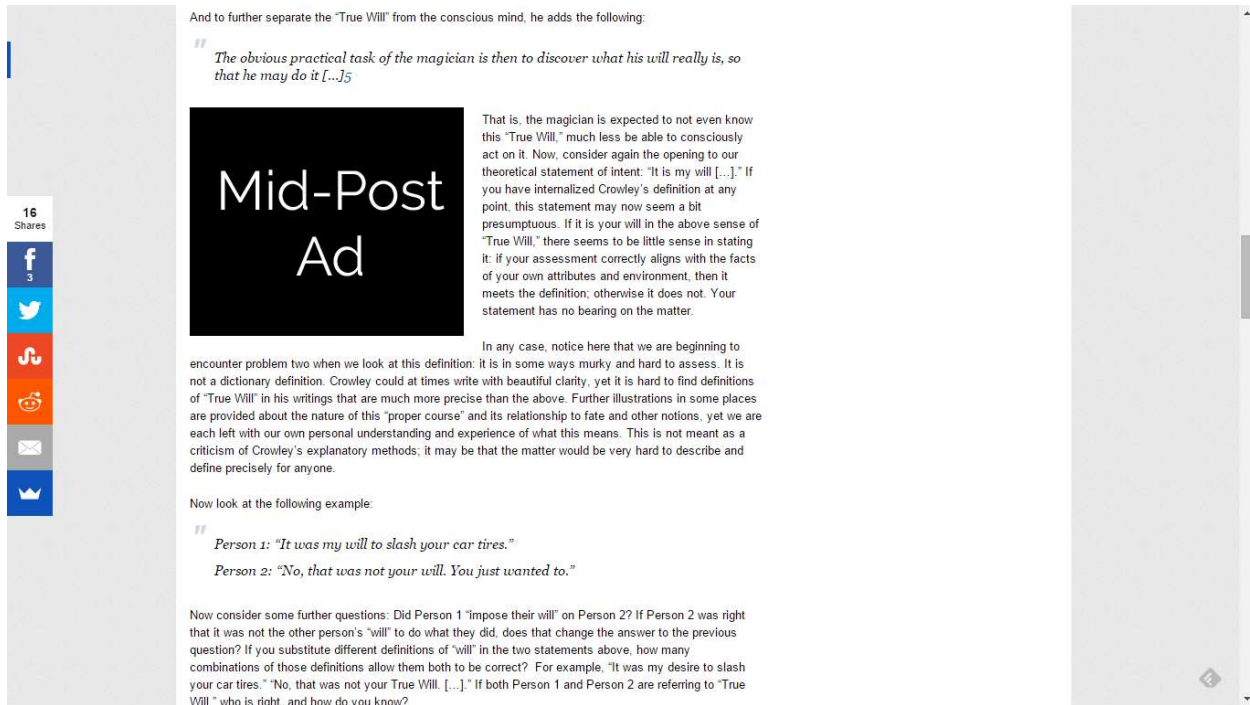 And to further separate the “True Will” from the conscious mind, he adds the following:
"
The obvious practical task of the magician is then to discover what his will really is, so
that he may do it [...]5
Mid-Post
Ad
That is, the magician is expected to not even know
this “True Will,” much less be able to consciously
act on it. Now, consider again the opening to our
theoretical statement of intent: “It is my will […].” If
you have internalized Crowley’s definition at any
point, this statement may now seem a bit
presumptuous. If it is your will in the above sense of
“True Will,” there seems to be little sense in stating
it: if your assessment correctly aligns with the facts
of your own attributes and environment, then it
meets the definition; otherwise it does not. Your
statement has no bearing on the matter.
16
Shares
f
3
In any case, notice here that we are beginning to
encounter problem two when we look at this definition: it is in some ways murky and hard to assess. It is
not a dictionary definition. Crowley could at times write with beautiful clarity, yet it is hard to find definitions
of “True Will” in his writings that are much more precise than the above. Further illustrations in some places
are provided about the nature of this “proper course” and its relationship to fate and other notions, yet we are
each left with our own personal understanding and experience of what this means. This is not meant as a
criticism of Crowley’s explanatory methods; it may be that the matter would be very hard to describe and
define precisely for anyone.
Now look at the following example:
"
Person 1: “It was my will to slash your car tires.”
Person 2: “No, that was not your will. You just wanted to.”
Now consider some further questions: Did Person 1 “impose their will” on Person 2? If Person 2 was right
that it was not the other person’s “will” to do what they did, does that change the answer to the previous
question? If you substitute different definitions of “will” in the two statements above, how many
combinations of those definitions allow them both to be correct?  For example, “It was my desire to slash
your car tires.” “No, that was not your True Will. […].” If both Person 1 and Person 2 are referring to “True
Will,” who is right, and how do you know?